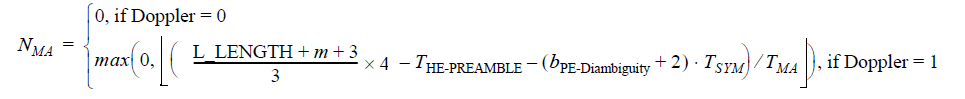 0, if Doppler = 0
N_MA =
max(0, ⌊( (L_LENGTH + m + 3)/3 × 4 – T_HE-PREAMBLE – (b_PE-Diambiguity + 2) · T_SYM)/T_MA⌋), if Doppler = 1